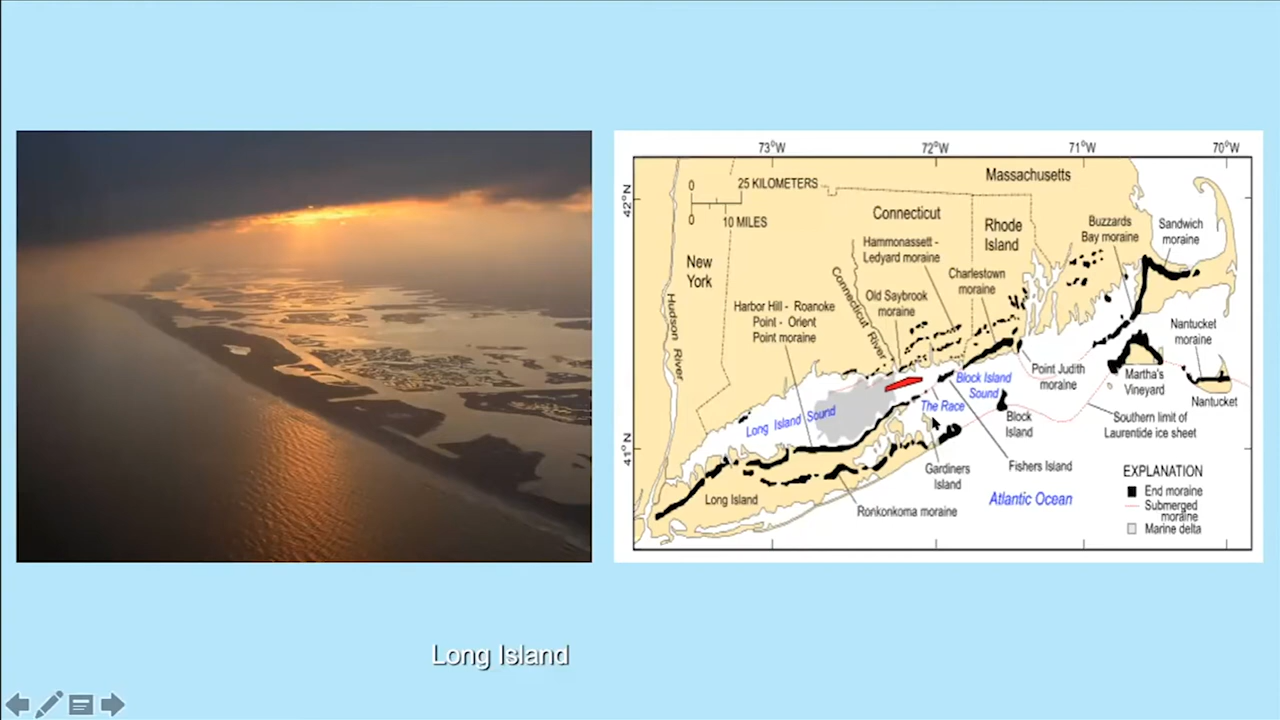 73°W
72°W
71°W
70°W
42°N
41°N
0
25 KILOMETERS
0
10 MILES
Massachusetts
Connecticut
Rhode
Island
New
York
Hudson River
Connecticut River
Hammonassett -
Ledyard moraine
Charlestown
moraine
Old Saybrook
moraine
Harbor Hill - Roanoke
Point - Orient
Point moraine
Buzzards
Bay moraine
Sandwich
moraine
Nantucket
moraine
Point Judith
moraine
Martha's
Vineyard
Nantucket
Block Island
Sound
The Race
Long Island Sound
Block
Island
Southern limit of
Laurentide ice sheet
Fishers Island
Gardiners
Island
Long Island
Ronkonkoma moraine
Atlantic Ocean
EXPLANATION
End moraine
Submerged
moraine
Marine delta
Long Island